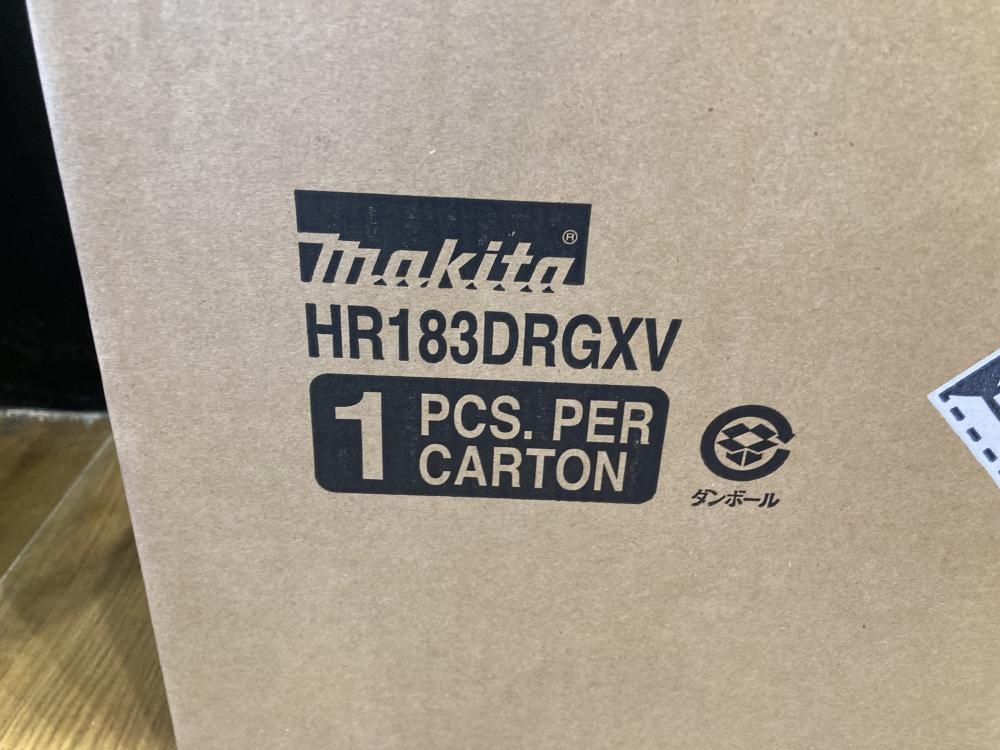 makita®
HR183DRGXV
1 PCS. PER
CARTON
ダンボール